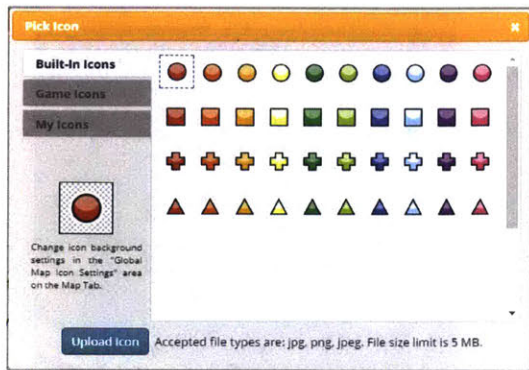 Pick Icon
Built-In Icons
Game Icons
My Icons
Change icon background
settings in the "Global
Map Icon Settings" area
on the Map Tab.
Upload Icon
Accepted file types are: jpg, png, jpeg. File size limit is 5 MB.